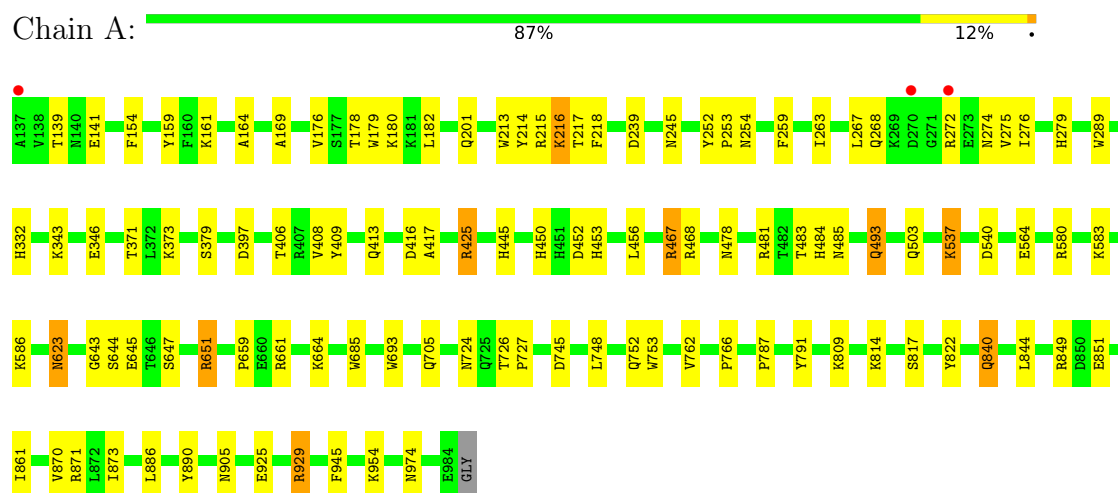 Chain A:
87% 12% •
A137 V138 T139 N140 E141 F154 Y159 F160 K161 A164 A169 V176 S177 T178 W179 K180 K181 L182 Q201 W213 Y214 R215 K216 T217 F218 D239 N245 Y252 P253 N254 F259 I263 L267 Q268 K269 D270 G271 R272 E273 N274 V275 I276 H279 W289
H332 K343 E346 T371 L372 K373 S379 D397 T406 R407 V408 Y409 Q413 D416 A417 R425 H445 H450 H451 D452 H453 L456 R467 R468 N478 R481 T482 T483 H484 N485 Q493 Q503 K537 D540 E564 R580 K583
K586 N623 G643 S644 E645 T646 S647 R651 P659 E660 R661 K664 W685 W693 Q705 N724 Q725 T726 P727 D745 L748 Q752 W753 V762 P766 P787 Y791 K809 K814 S817 Y822 Q840 L844 R849 D850 E851
I861 V870 R871 L872 I873 L886 Y890 N905 E925 R929 F945 K954 N974 E984 GLY